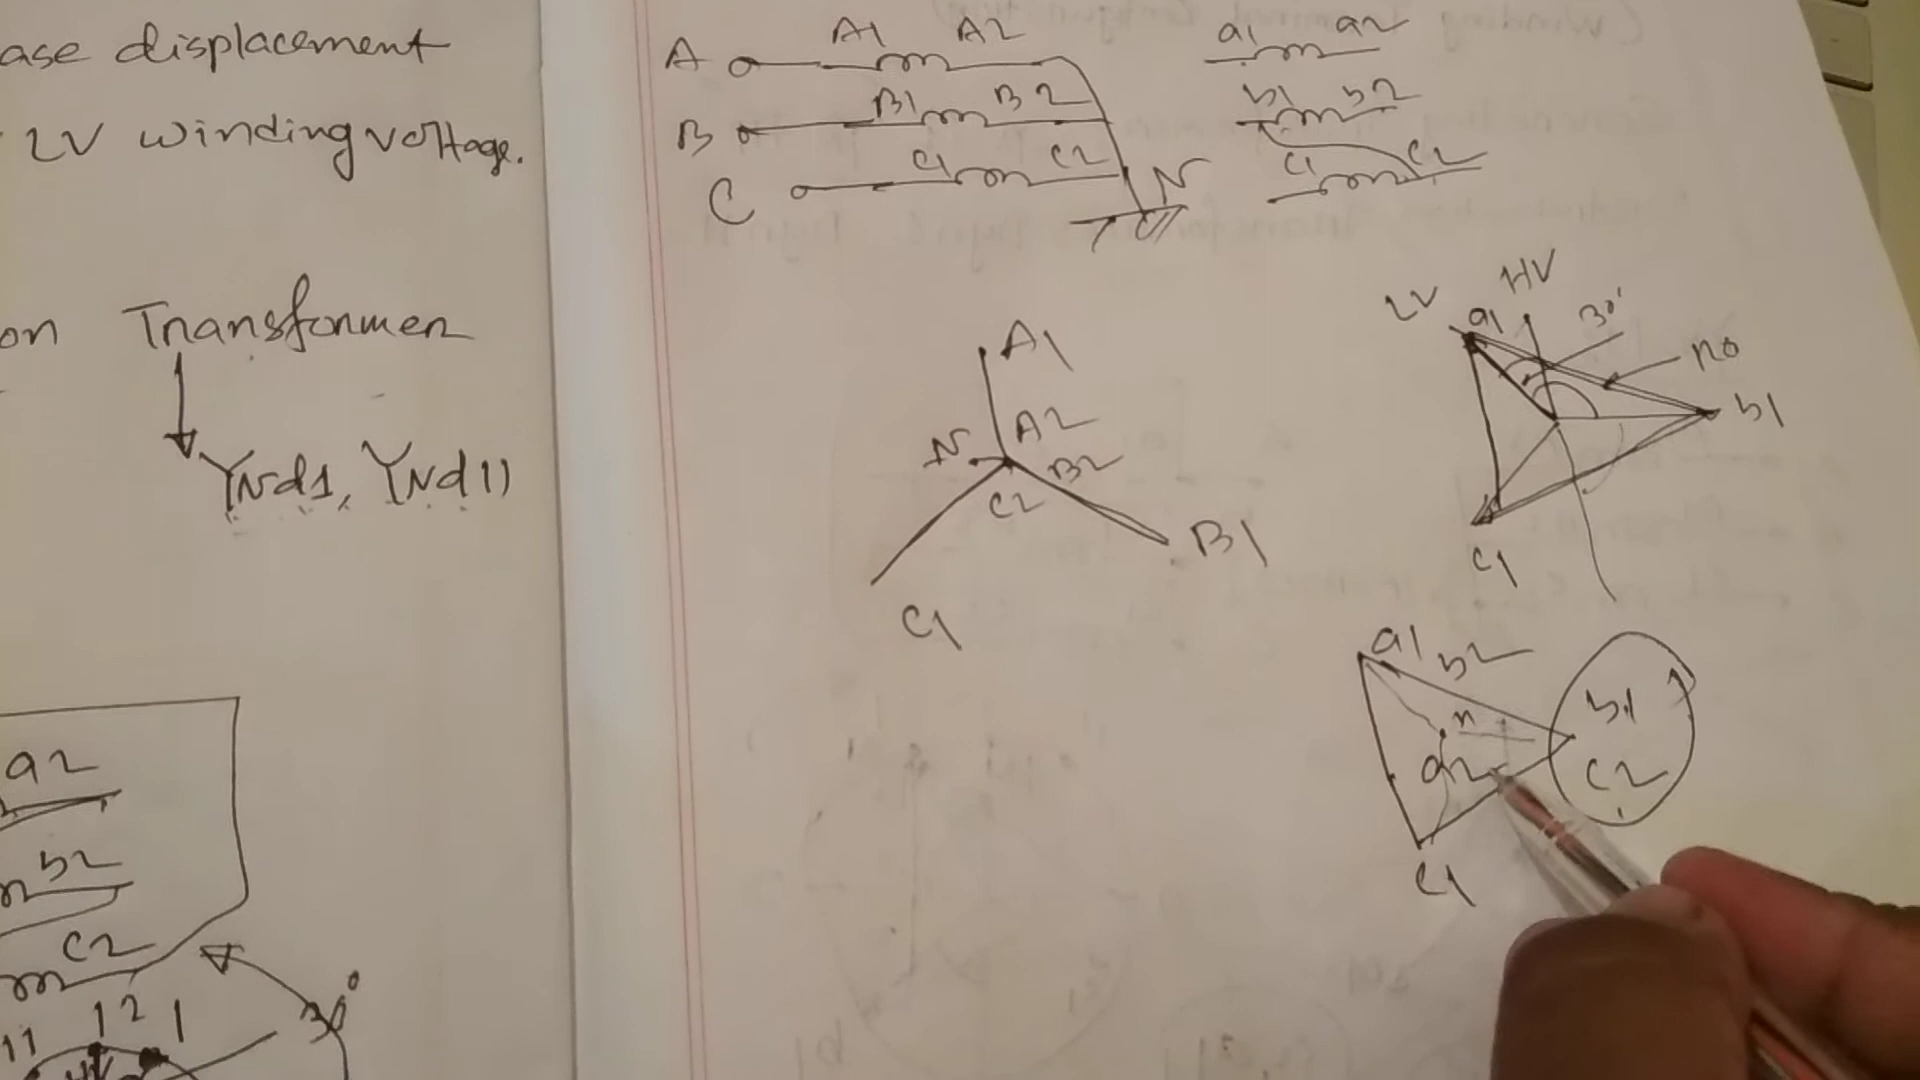 ase displacement
LV winding voltage.
on Transformer
YNd1, YNd11
a2
b2
c2
11 12 1
30°
A A1 A2
B B1 B2
C C1 C2
N
a1 a2
b1 b2
c1 c2
A1
N A2
B2
C2
B1
C1
LV HV
a1 30°
no
b1
c1
a1 b2
n
b1
a2 c2
c1